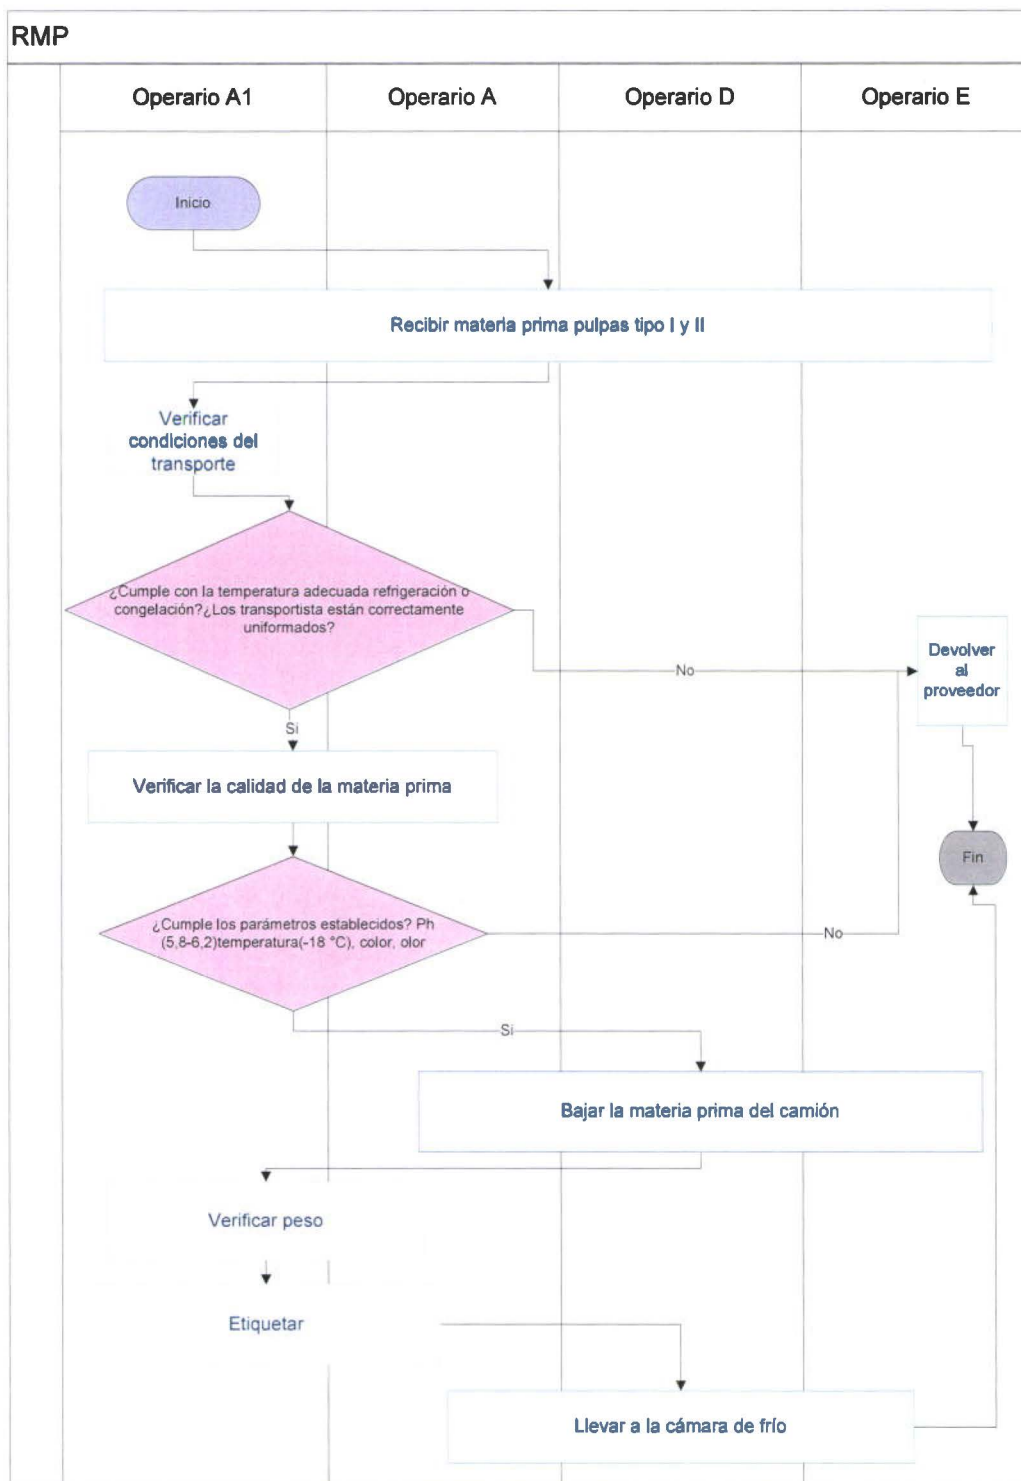 RMP
Operario A1
Operario A
Operario D
Operario E
Inicio
Recibir materia prima pulpas tipo I y II
Verificar
condiciones del
transporte
¿Cumple con la temperatura adecuada refrigeración o
congelación?¿Los transportista están correctamente
uniformados?
No
Devolver
al
proveedor
Si
Verificar la calidad de la materia prima
Fin
¿Cumple los parámetros establecidos? Ph
(5,8-6,2)temperatura(-18 °C), color, olor
No
Si
Bajar la materia prima del camión
Verificar peso
Etiquetar
Llevar a la cámara de frío